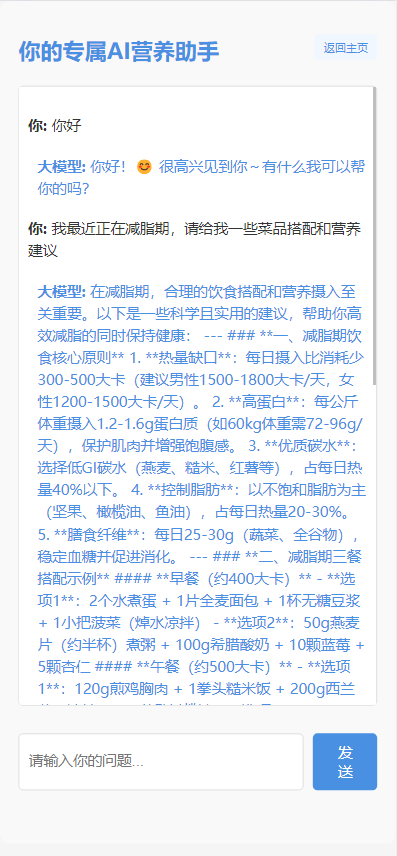 你的专属AI营养助手
返回主页
你: 你好
大模型: 你好！😊 很高兴见到你～有什么我可以帮
你的吗？
你: 我最近正在减脂期，请给我一些菜品搭配和营养
建议
大模型: 在减脂期，合理的饮食搭配和营养摄入至
关重要。以下是一些科学且实用的建议，帮助你高
效减脂的同时保持健康： --- ### **一、减脂期饮
食核心原则** 1. **热量缺口**：每日摄入比消耗少
300-500大卡（建议男性1500-1800大卡/天，女
性1200-1500大卡/天）。 2. **高蛋白**：每公斤
体重摄入1.2-1.6g蛋白质（如60kg体重需72-96g/
天），保护肌肉并增强饱腹感。 3. **优质碳水**：
选择低GI碳水（燕麦、糙米、红薯等），占每日热
量40%以下。 4. **控制脂肪**：以不饱和脂肪为主
（坚果、橄榄油、鱼油），占每日热量20-30%。
5. **膳食纤维**：每日25-30g（蔬菜、全谷物），
稳定血糖并促进消化。 --- ### **二、减脂期三餐
搭配示例** #### **早餐（约400大卡）** - **选
项1**：2个水煮蛋 + 1片全麦面包 + 1杯无糖豆浆
+ 1小把菠菜（焯水凉拌） - **选项2**：50g燕麦
片（约半杯）煮粥 + 100g希腊酸奶 + 10颗蓝莓 +
5颗杏仁 #### **午餐（约500大卡）** - **选项
1**：120g煎鸡胸肉 + 1拳头糙米饭 + 200g西兰
请输入你的问题...
发
送